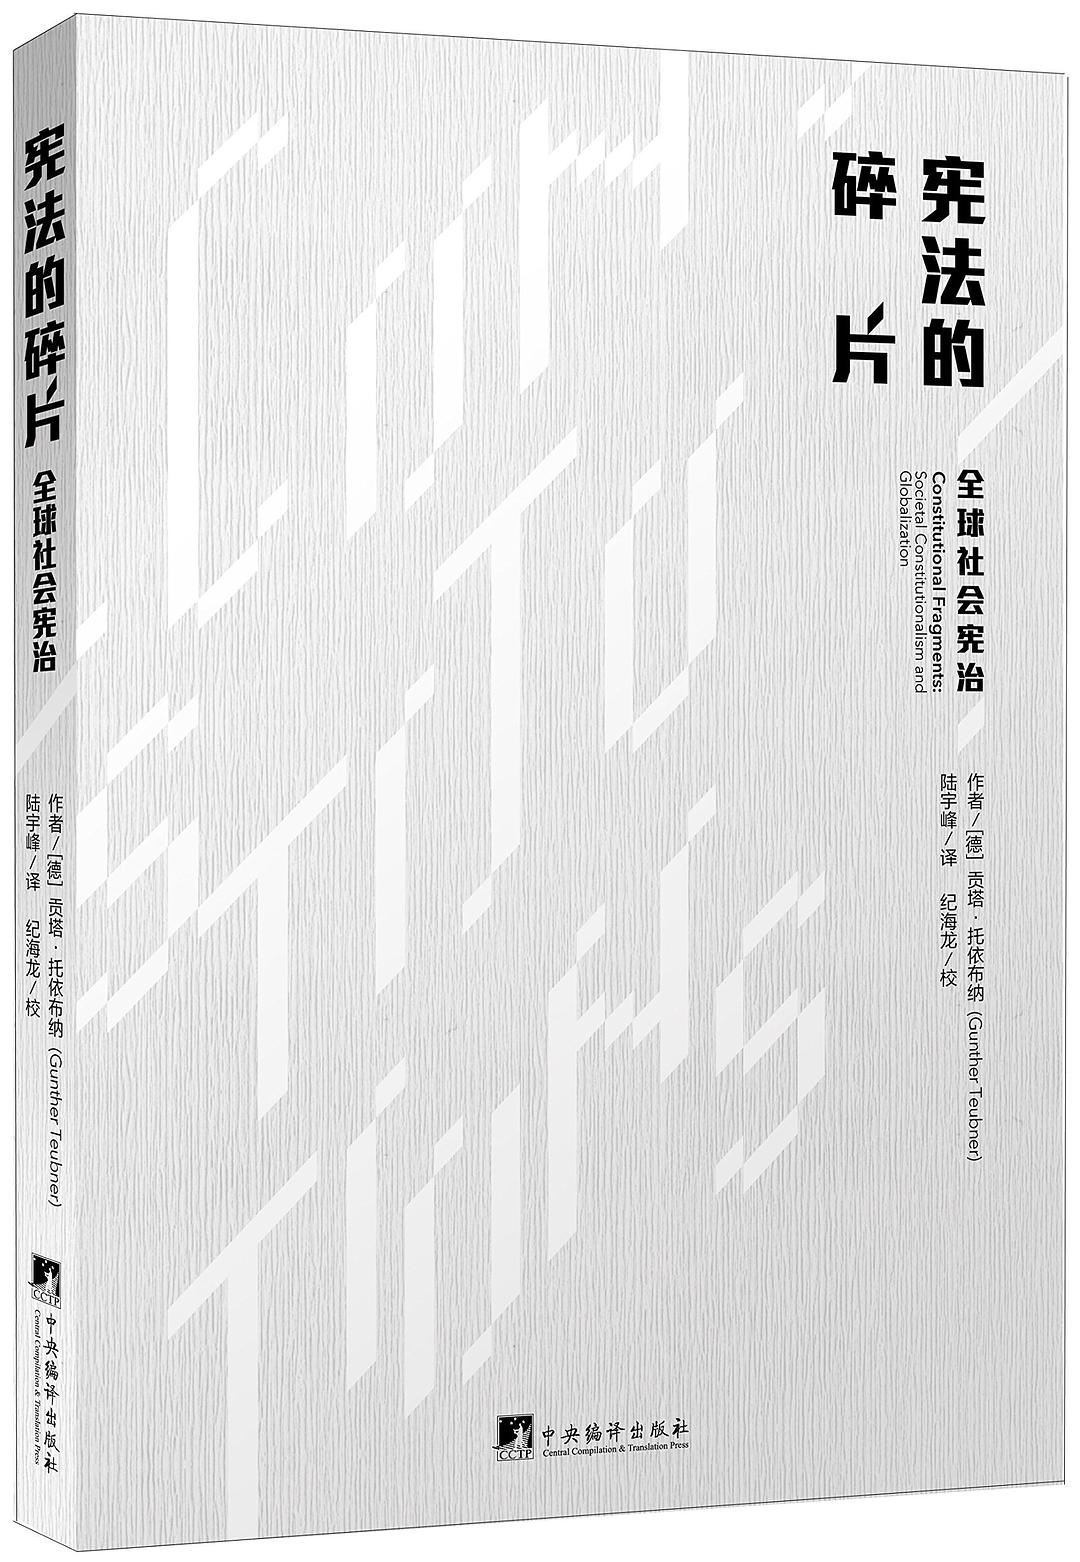 宪法的碎片
全球社会宪治
作者/[德] 贡塔·托依布纳 (Gunther Teubner)
陆宇峰/译 纪海龙/校
CCTP
中央编译出版社
Central Compilation & Translation Press
宪法的
碎片
全球社会宪治
Constitutional Fragments:
Societal Constitutionalism and
Globalization
作者/[德] 贡塔·托依布纳 (Gunther Teubner)
陆宇峰/译 纪海龙/校
CCTP
中央编译出版社
Central Compilation & Translation Press